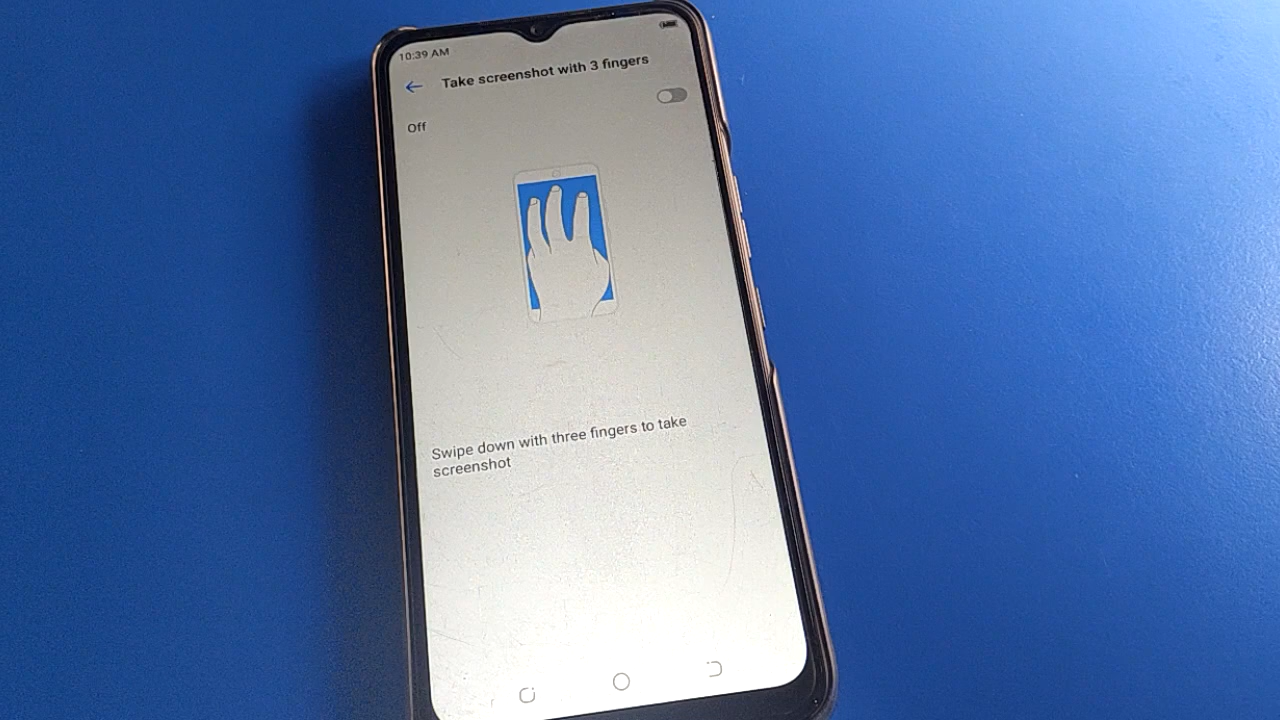 10:39 AM
Take screenshot with 3 fingers
Off
Swipe down with three fingers to take
screenshot